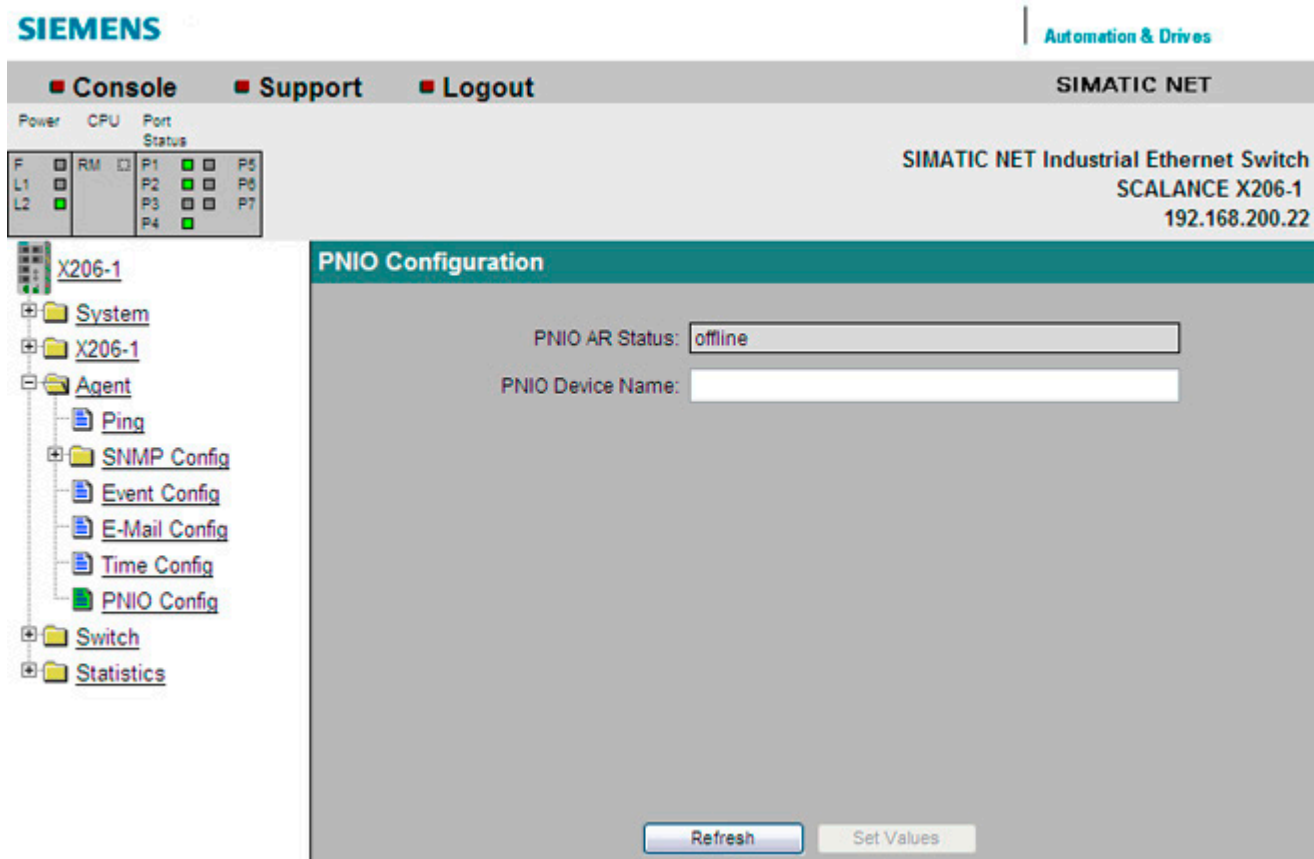 SIEMENS
Automation & Drives
Console Support Logout SIMATIC NET
Power CPU Port Status
F RM P1 P5
L1 P2 P6
L2 P3 P7
P4
SIMATIC NET Industrial Ethernet Switch
SCALANCE X206-1
192.168.200.22
X206-1
System
X206-1
Agent
Ping
SNMP Config
Event Config
E-Mail Config
Time Config
PNIO Config
Switch
Statistics
PNIO Configuration
PNIO AR Status: offline
PNIO Device Name:
Refresh Set Values